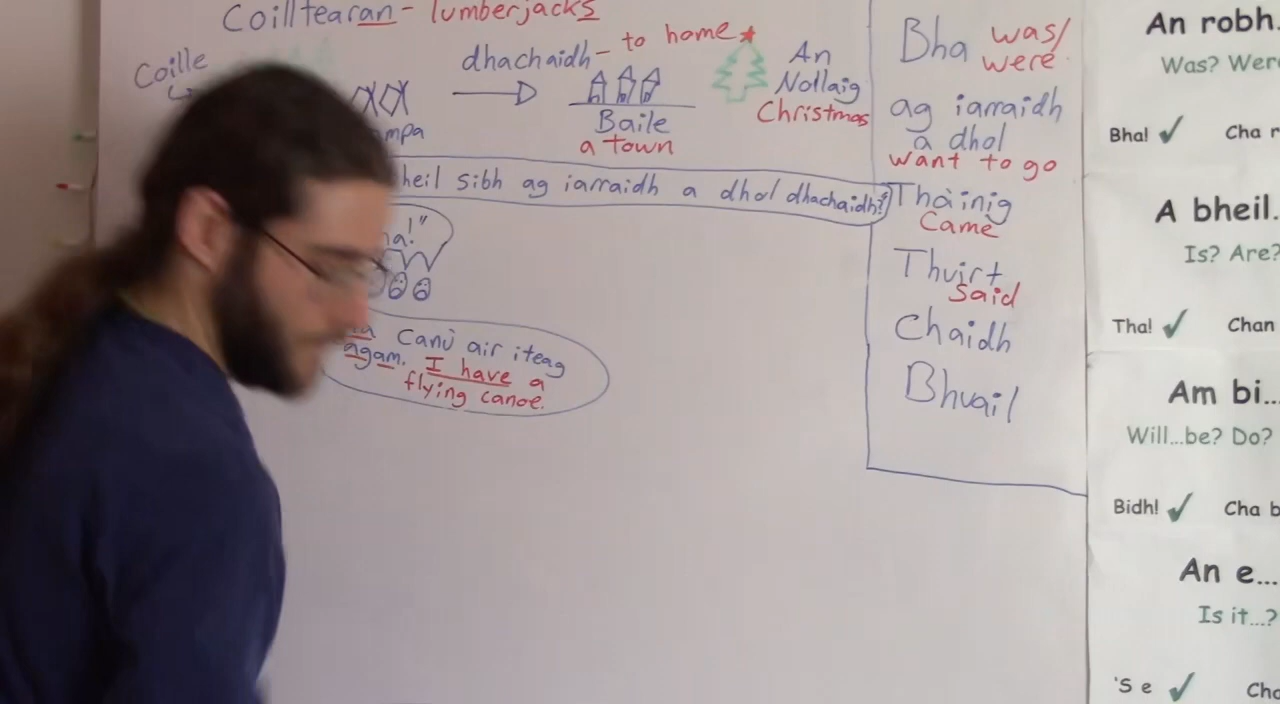 Coilltearan - lumberjacks
Coille
dhachaidh - to home
Baile
a town
An
Nollaig
Christmas
heil sibh ag iarraidh a dhol dhachaidh?
canù air iteag
agam. I have a
flying canoe.
Bha was/
were
ag iarraidh
a dhol
want to go
Thàinig
Came
Thuirt
Said
Chaidh
Bhuail
An robh...
Was? Were
Bha! ✓ Cha r
A bheil...
Is? Are?
Tha! ✓ Chan
Am bi...
Will...be? Do?
Bidh! ✓ Cha b
An e...
Is it...?
'S e ✓ Cha